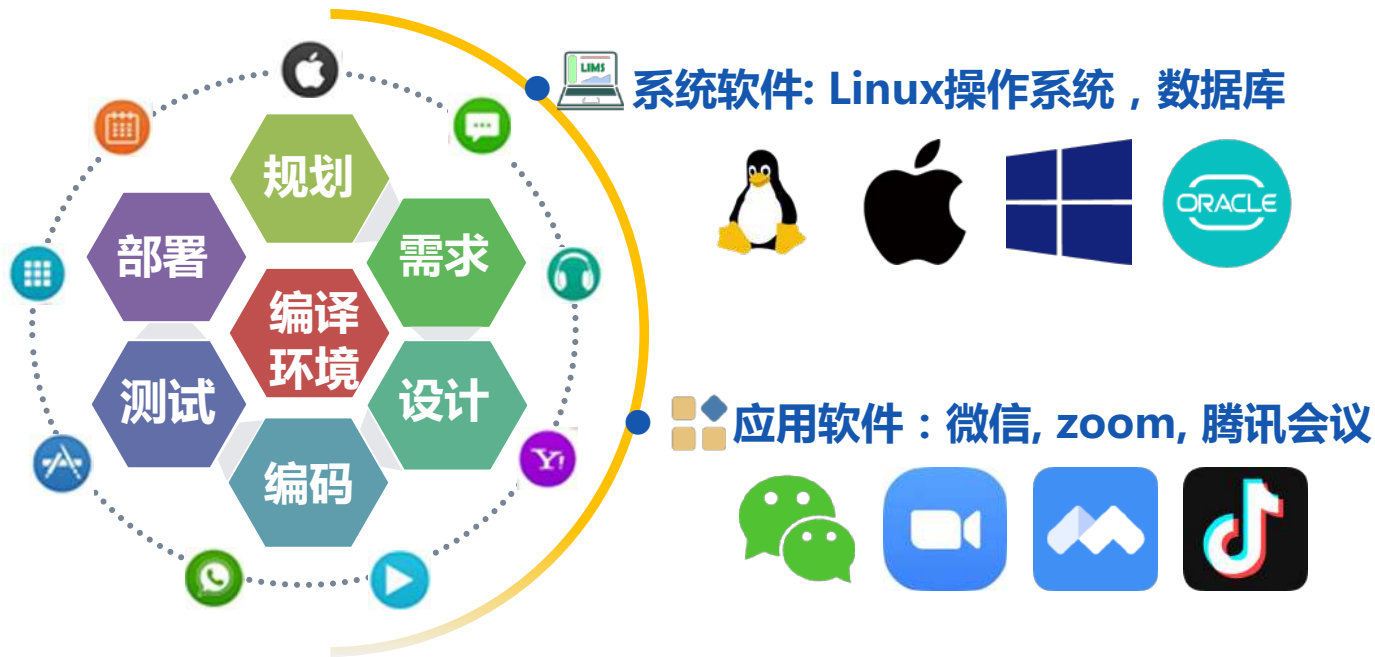 LIMS
系统软件: Linux操作系统，数据库
ORACLE
规划
部署
需求
编译
环境
测试
设计
编码
Y!
应用软件：微信, zoom, 腾讯会议